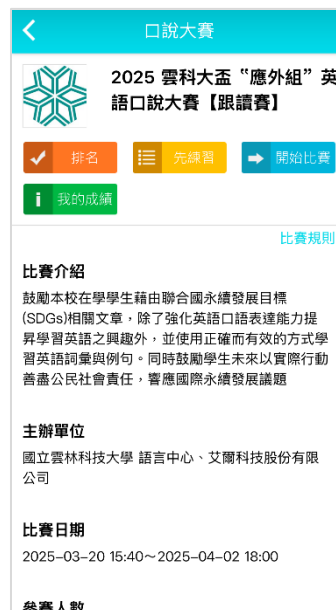 口說大賽
2025 雲科大盃 “應外組” 英
語口說大賽【跟讀賽】
排名
先練習
開始比賽
我的成績
比賽規則
比賽介紹
鼓勵本校在學學生藉由聯合國永續發展目標
(SDGs)相關文章，除了強化英語口語表達能力提
昇學習英語之興趣外，並使用正確而有效的方式學
習英語詞彙與例句。同時鼓勵學生未來以實際行動
善盡公民社會責任，響應國際永續發展議題
主辦單位
國立雲林科技大學 語言中心、艾爾科技股份有限
公司
比賽日期
2025–03–20 15:40～2025–04–02 18:00
參賽人數